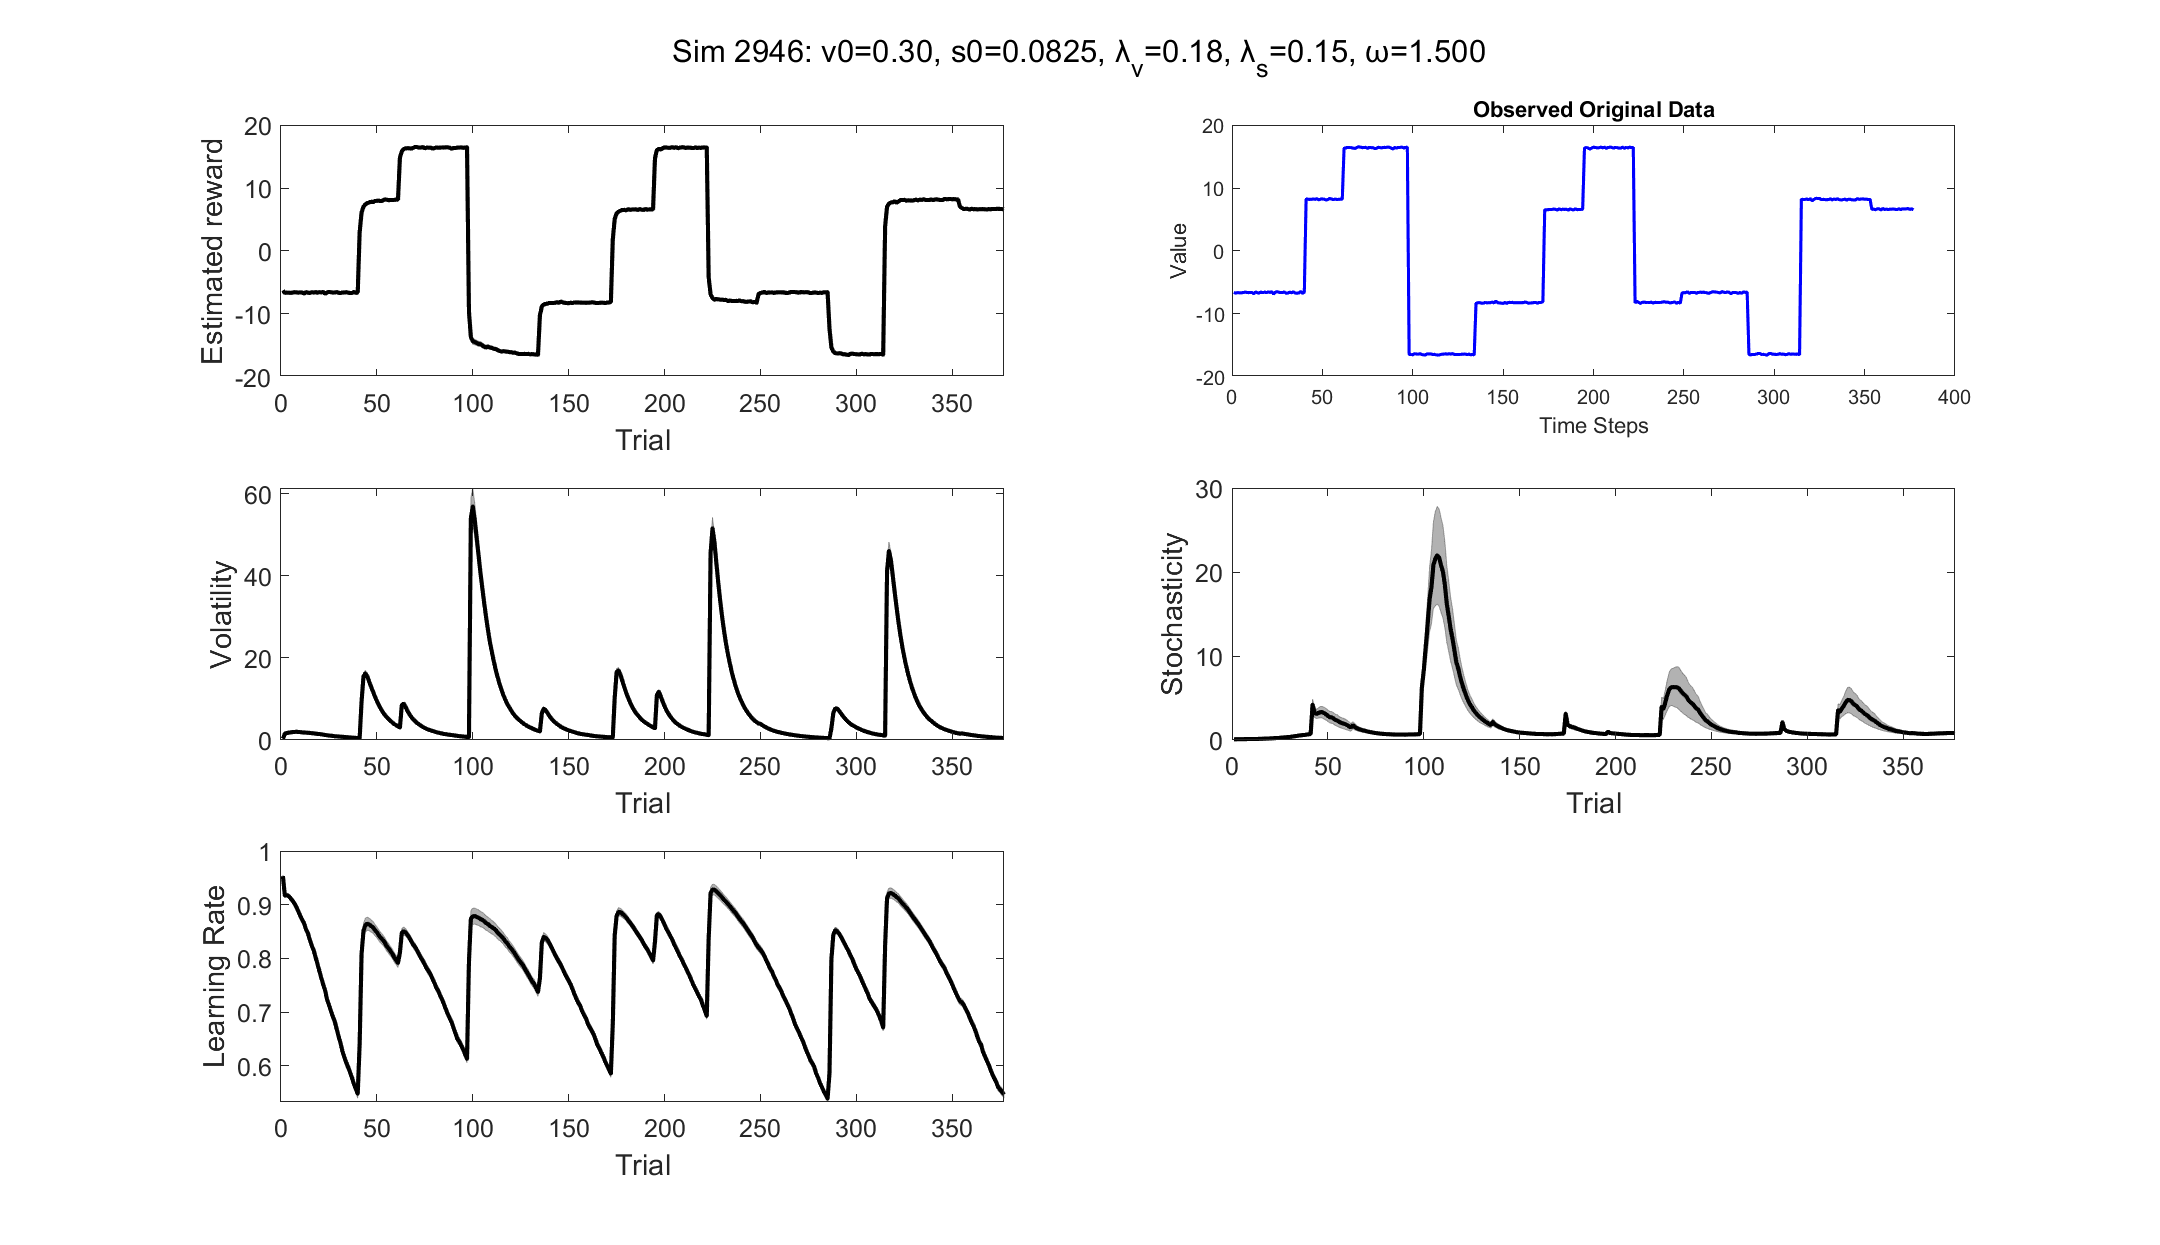 Sim 2946: v0=0.30, s0=0.0825, λ_v=0.18, λ_s=0.15, ω=1.500
20
10
0
-10
-20
Estimated reward
0 50 100 150 200 250 300 350
Trial
Observed Original Data
20
10
0
-10
-20
Value
0 50 100 150 200 250 300 350 400
Time Steps
60
40
20
0
Volatility
0 50 100 150 200 250 300 350
Trial
30
20
10
0
Stochasticity
0 50 100 150 200 250 300 350
Trial
1
0.9
0.8
0.7
0.6
Learning Rate
0 50 100 150 200 250 300 350
Trial